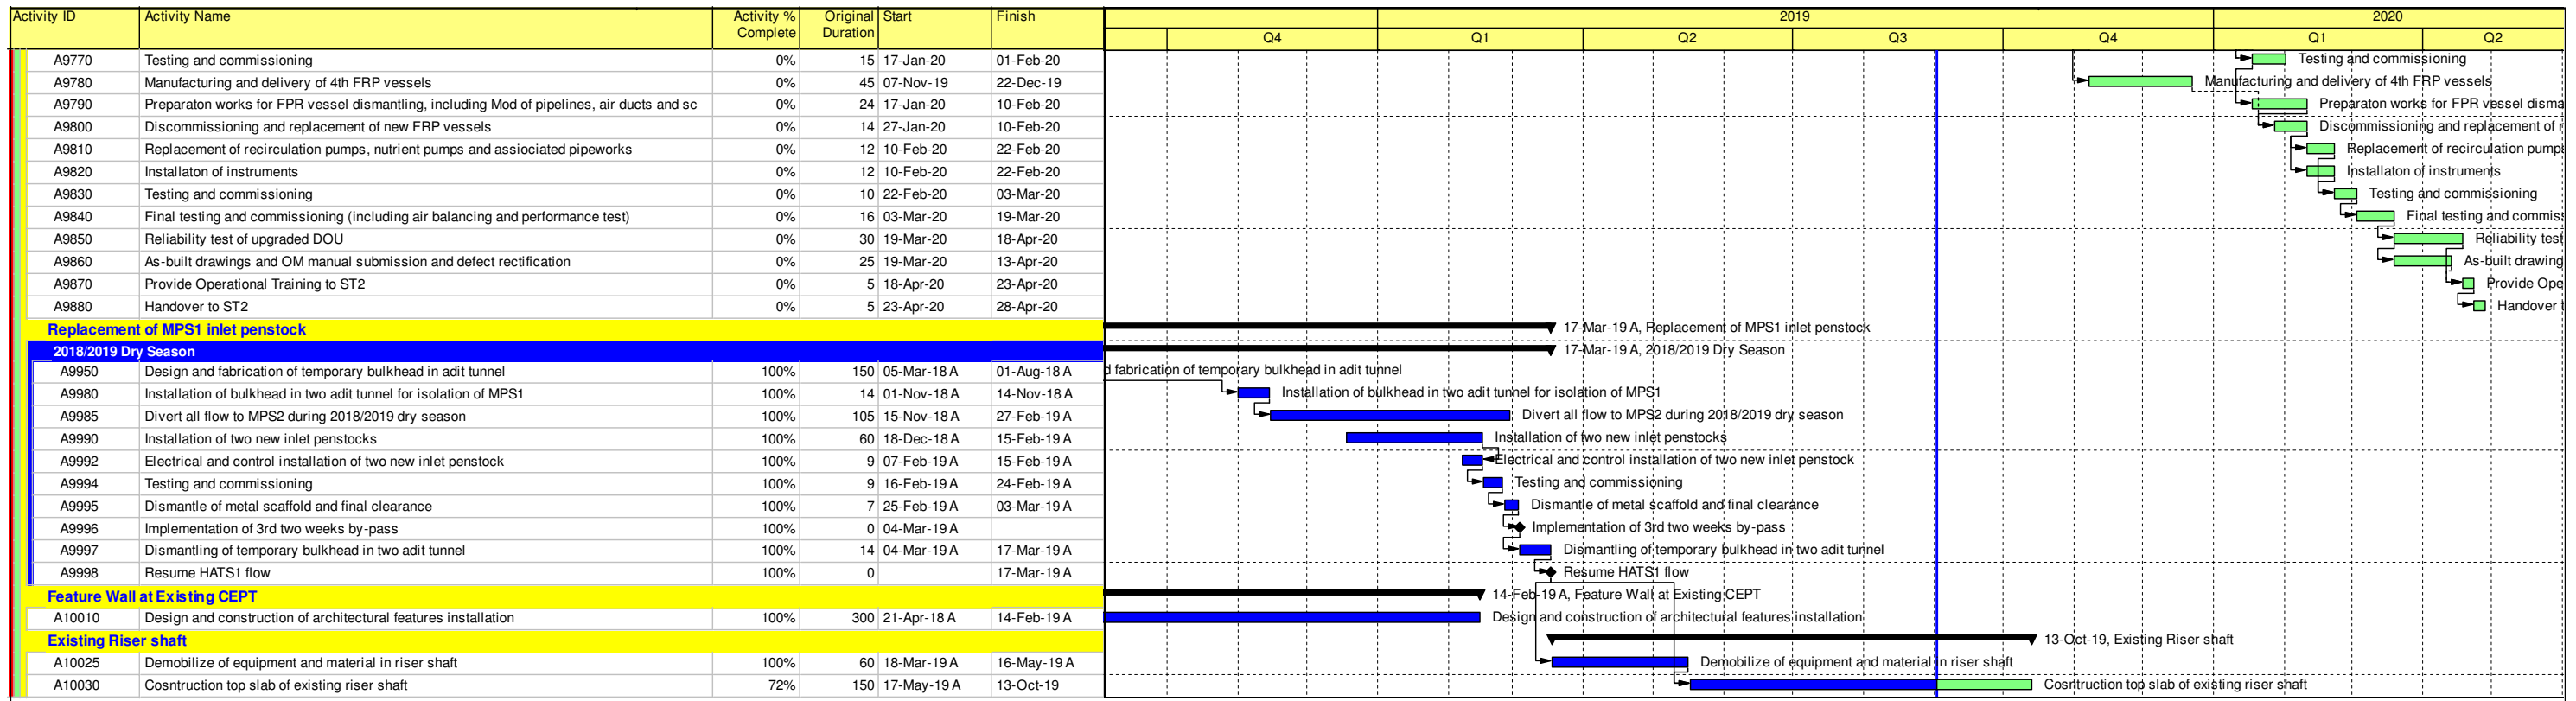 Activity ID Activity Name Activity % Complete Original Duration Start Finish 2019 2020
Q4 Q1 Q2 Q3 Q4 Q1 Q2
A9770 Testing and commissioning 0% 15 17-Jan-20 01-Feb-20 Testing and commissioning
A9780 Manufacturing and delivery of 4th FRP vessels 0% 45 07-Nov-19 22-Dec-19 Manufacturing and delivery of 4th FRP vessels
A9790 Preparaton works for FPR vessel dismantling, including Mod of pipelines, air ducts and sc 0% 24 17-Jan-20 10-Feb-20 Preparaton works for FPR vessel disma
A9800 Discommissioning and replacement of new FRP vessels 0% 14 27-Jan-20 10-Feb-20 Discommissioning and replacement of n
A9810 Replacement of recirculation pumps, nutrient pumps and assiociated pipeworks 0% 12 10-Feb-20 22-Feb-20 Replacement of recirculation pumps
A9820 Installaton of instruments 0% 12 10-Feb-20 22-Feb-20 Installaton of instruments
A9830 Testing and commissioning 0% 10 22-Feb-20 03-Mar-20 Testing and commissioning
A9840 Final testing and commissioning (including air balancing and performance test) 0% 16 03-Mar-20 19-Mar-20 Final testing and commiss
A9850 Reliability test of upgraded DOU 0% 30 19-Mar-20 18-Apr-20 Reliability test
A9860 As-built drawings and OM manual submission and defect rectification 0% 25 19-Mar-20 13-Apr-20 As-built drawing
A9870 Provide Operational Training to ST2 0% 5 18-Apr-20 23-Apr-20 Provide Ope
A9880 Handover to ST2 0% 5 23-Apr-20 28-Apr-20 Handover t
Replacement of MPS1 inlet penstock 17-Mar-19 A, Replacement of MPS1 inlet penstock
2018/2019 Dry Season 17-Mar-19 A, 2018/2019 Dry Season
A9950 Design and fabrication of temporary bulkhead in adit tunnel 100% 150 05-Mar-18 A 01-Aug-18 A d fabrication of temporary bulkhead in adit tunnel
A9980 Installation of bulkhead in two adit tunnel for isolation of MPS1 100% 14 01-Nov-18 A 14-Nov-18 A Installation of bulkhead in two adit tunnel for isolation of MPS1
A9985 Divert all flow to MPS2 during 2018/2019 dry season 100% 105 15-Nov-18 A 27-Feb-19 A Divert all flow to MPS2 during 2018/2019 dry season
A9990 Installation of two new inlet penstocks 100% 60 18-Dec-18 A 15-Feb-19 A Installation of two new inlet penstocks
A9992 Electrical and control installation of two new inlet penstock 100% 9 07-Feb-19 A 15-Feb-19 A Electrical and control installation of two new inlet penstock
A9994 Testing and commissioning 100% 9 16-Feb-19 A 24-Feb-19 A Testing and commissioning
A9995 Dismantle of metal scaffold and final clearance 100% 7 25-Feb-19 A 03-Mar-19 A Dismantle of metal scaffold and final clearance
A9996 Implementation of 3rd two weeks by-pass 100% 0 04-Mar-19 A Implementation of 3rd two weeks by-pass
A9997 Dismantling of temporary bulkhead in two adit tunnel 100% 14 04-Mar-19 A 17-Mar-19 A Dismantling of temporary bulkhead in two adit tunnel
A9998 Resume HATS1 flow 100% 0 17-Mar-19 A Resume HATS1 flow
Feature Wall at Existing CEPT 14-Feb-19 A, Feature Wall at Existing CEPT
A10010 Design and construction of architectural features installation 100% 300 21-Apr-18 A 14-Feb-19 A Design and construction of architectural features installation
Existing Riser shaft 13-Oct-19, Existing Riser shaft
A10025 Demobilize of equipment and material in riser shaft 100% 60 18-Mar-19 A 16-May-19 A Demobilize of equipment and material in riser shaft
A10030 Cosntruction top slab of existing riser shaft 72% 150 17-May-19 A 13-Oct-19 Cosntruction top slab of existing riser shaft